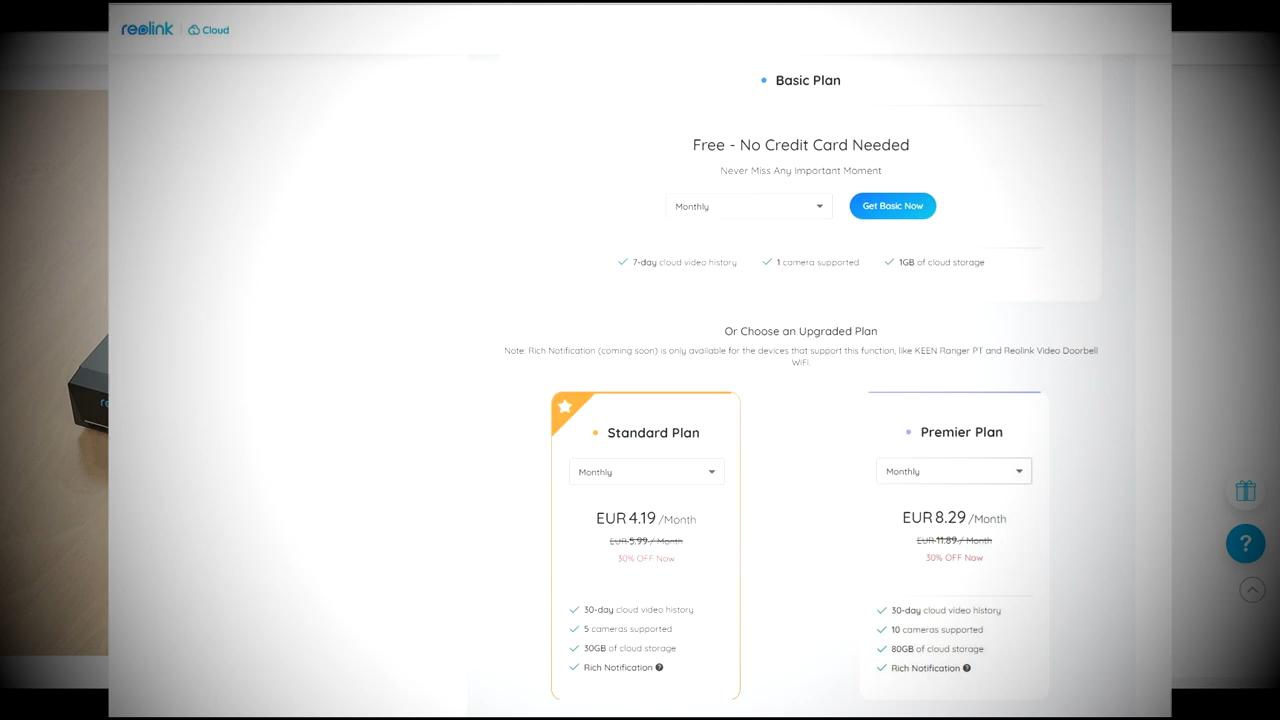 reolink | Cloud
Basic Plan
Free - No Credit Card Needed
Never Miss Any Important Moment
Monthly
Get Basic Now
7-day cloud video history
1 camera supported
1GB of cloud storage
Or Choose an Upgraded Plan
Note: Rich Notification (coming soon) is only available for the devices that support this function, like KEEN Ranger PT and Reolink Video Doorbell
WiFi.
Standard Plan
Monthly
EUR 4.19 /Month
EUR 5.99 / Month
30% OFF Now
30-day cloud video history
5 cameras supported
30GB of cloud storage
Rich Notification ?
Premier Plan
Monthly
EUR 8.29 /Month
EUR 11.89 / Month
30% OFF Now
30-day cloud video history
10 cameras supported
80GB of cloud storage
Rich Notification ?
?